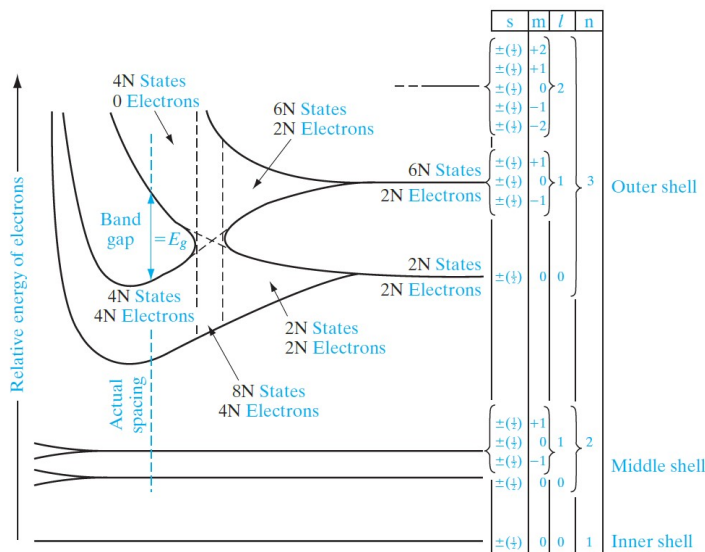 s m l n
±(½) +2
±(½) +1
±(½) 0 2
±(½) −1
±(½) −2
4N States
0 Electrons
6N States
2N Electrons
6N States
2N Electrons
±(½) +1
±(½) 0 1 3
±(½) −1
Outer shell
Band
gap
= E_g
2N States
2N Electrons
±(½) 0 0
4N States
4N Electrons
2N States
2N Electrons
8N States
4N Electrons
Relative energy of electrons
Actual
spacing
±(½) +1
±(½) 0 1 2
±(½) −1
±(½) 0 0
Middle shell
±(½) 0 0 1
Inner shell